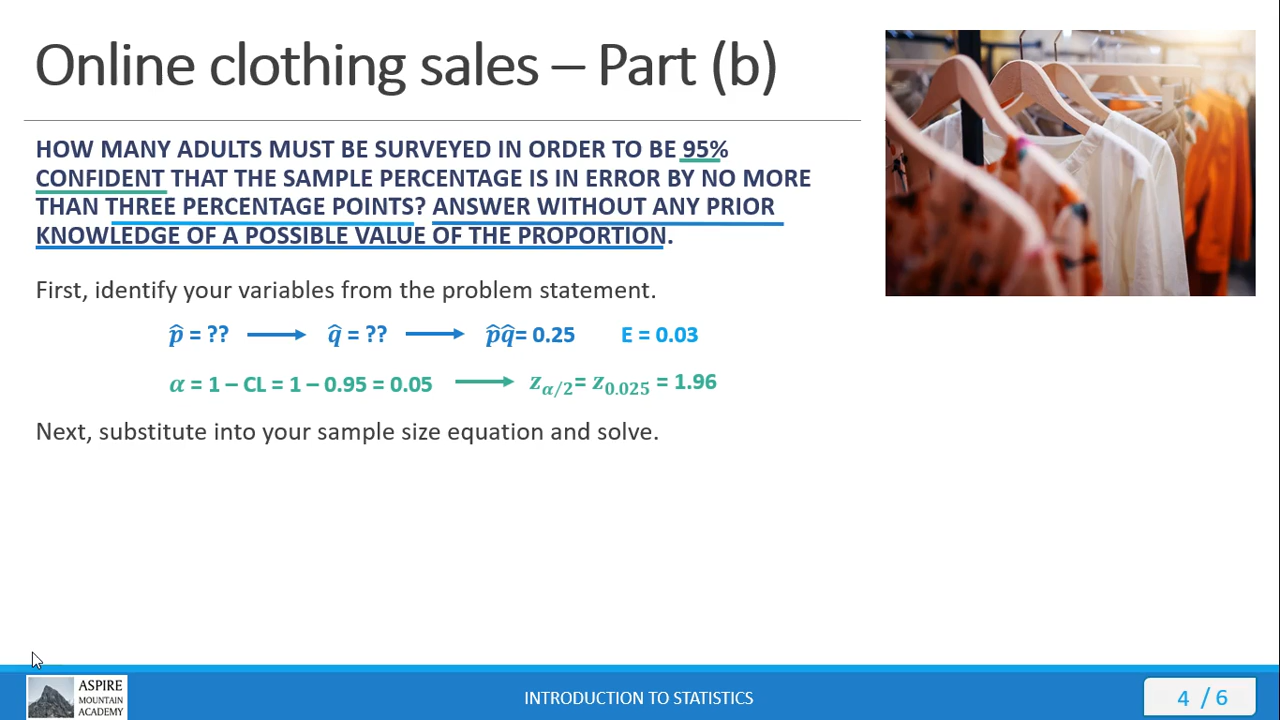 Online clothing sales – Part (b)
HOW MANY ADULTS MUST BE SURVEYED IN ORDER TO BE 95%
CONFIDENT THAT THE SAMPLE PERCENTAGE IS IN ERROR BY NO MORE
THAN THREE PERCENTAGE POINTS? ANSWER WITHOUT ANY PRIOR
KNOWLEDGE OF A POSSIBLE VALUE OF THE PROPORTION.
First, identify your variables from the problem statement.
p̂ = ?? → q̂ = ?? → p̂q̂= 0.25 E = 0.03
α = 1 – CL = 1 – 0.95 = 0.05 → z_{α/2}= z_{0.025} = 1.96
Next, substitute into your sample size equation and solve.
ASPIRE
MOUNTAIN
ACADEMY
INTRODUCTION TO STATISTICS
4 / 6